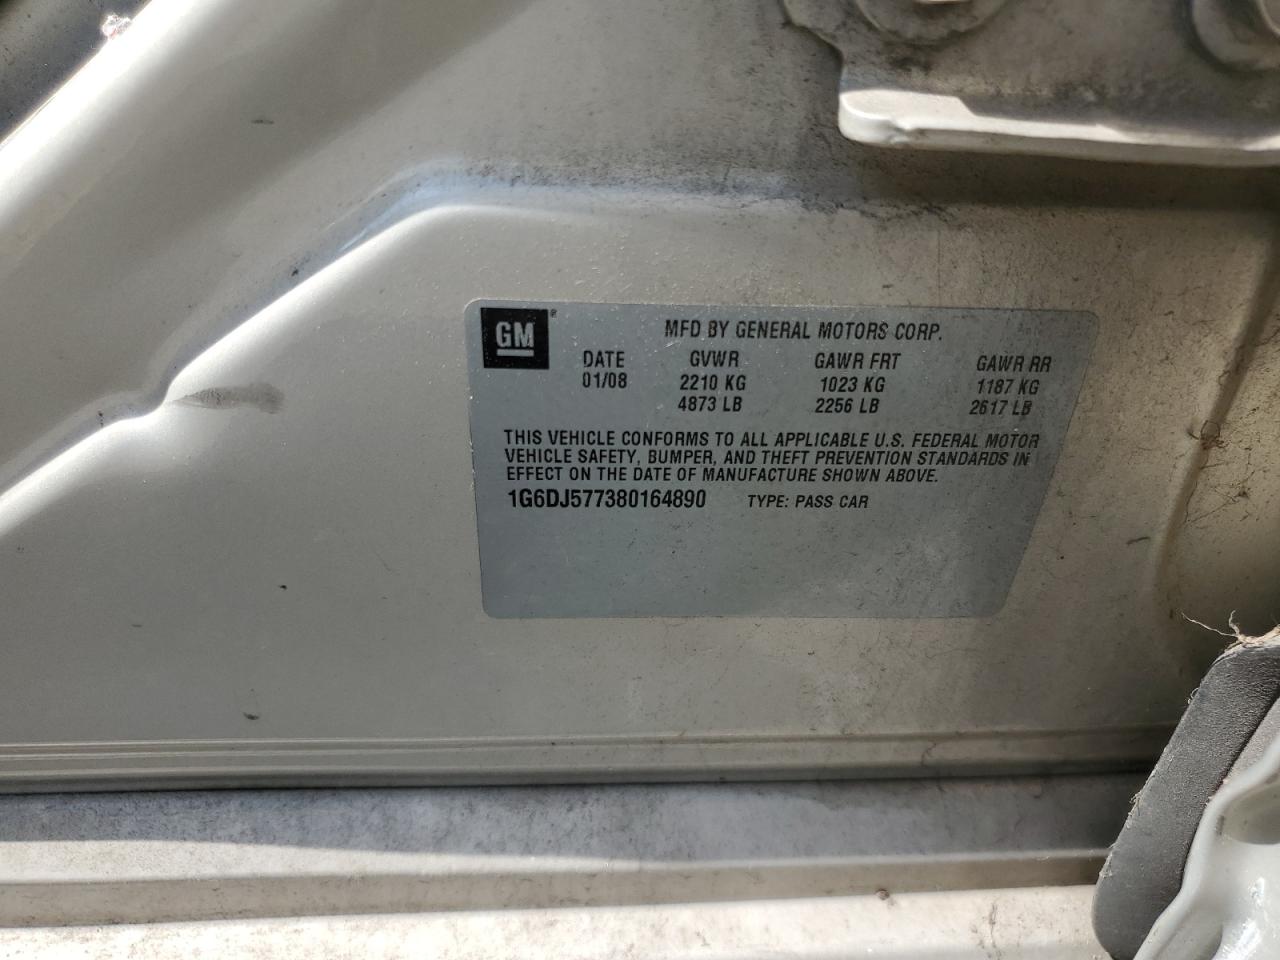 GM®
MFD BY GENERAL MOTORS CORP.
DATE GVWR GAWR FRT GAWR RR
01/08 2210 KG 1023 KG 1187 KG
4873 LB 2256 LB 2617 LB
THIS VEHICLE CONFORMS TO ALL APPLICABLE U.S. FEDERAL MOTOR
VEHICLE SAFETY, BUMPER, AND THEFT PREVENTION STANDARDS IN
EFFECT ON THE DATE OF MANUFACTURE SHOWN ABOVE.
1G6DJ577380164890 TYPE: PASS CAR